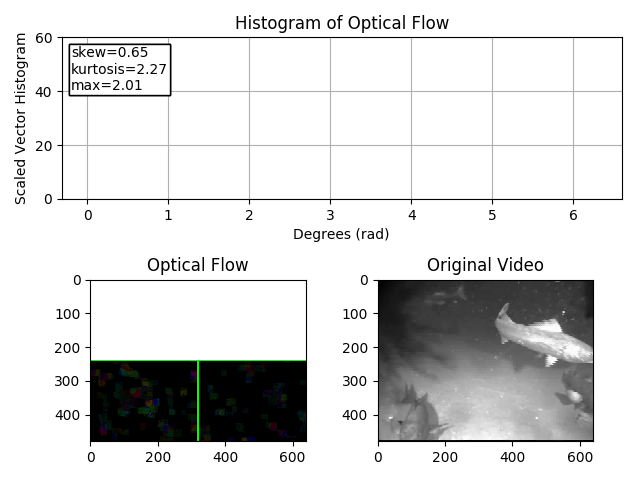 Histogram of Optical Flow
Scaled Vector Histogram
60
40
20
0
skew=0.65
kurtosis=2.27
max=2.01
0 1 2 3 4 5 6
Degrees (rad)
Optical Flow
0
100
200
300
400
0 200 400 600
Original Video
0
100
200
300
400
0 200 400 600